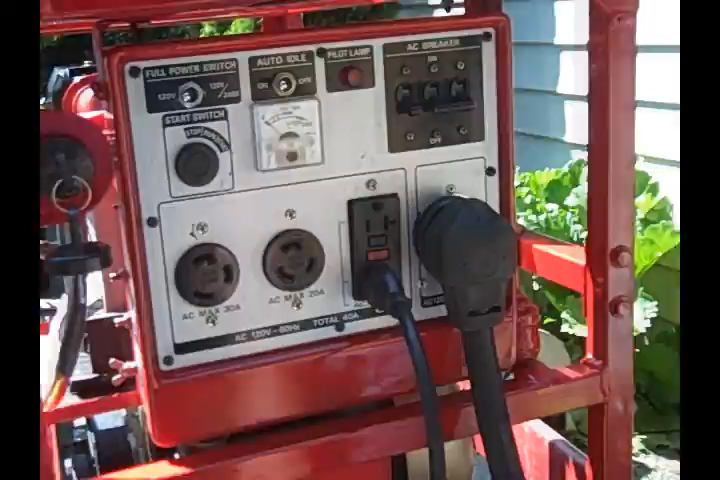 FULL POWER SWITCH
120V 120V/240V
AUTO IDLE
ON OFF
PILOT LAMP
AC BREAKER
ON
OFF
START SWITCH
STOP RUN
AC MAX 30A
AC MAX 20A
AC 120V-60Hz TOTAL 40A